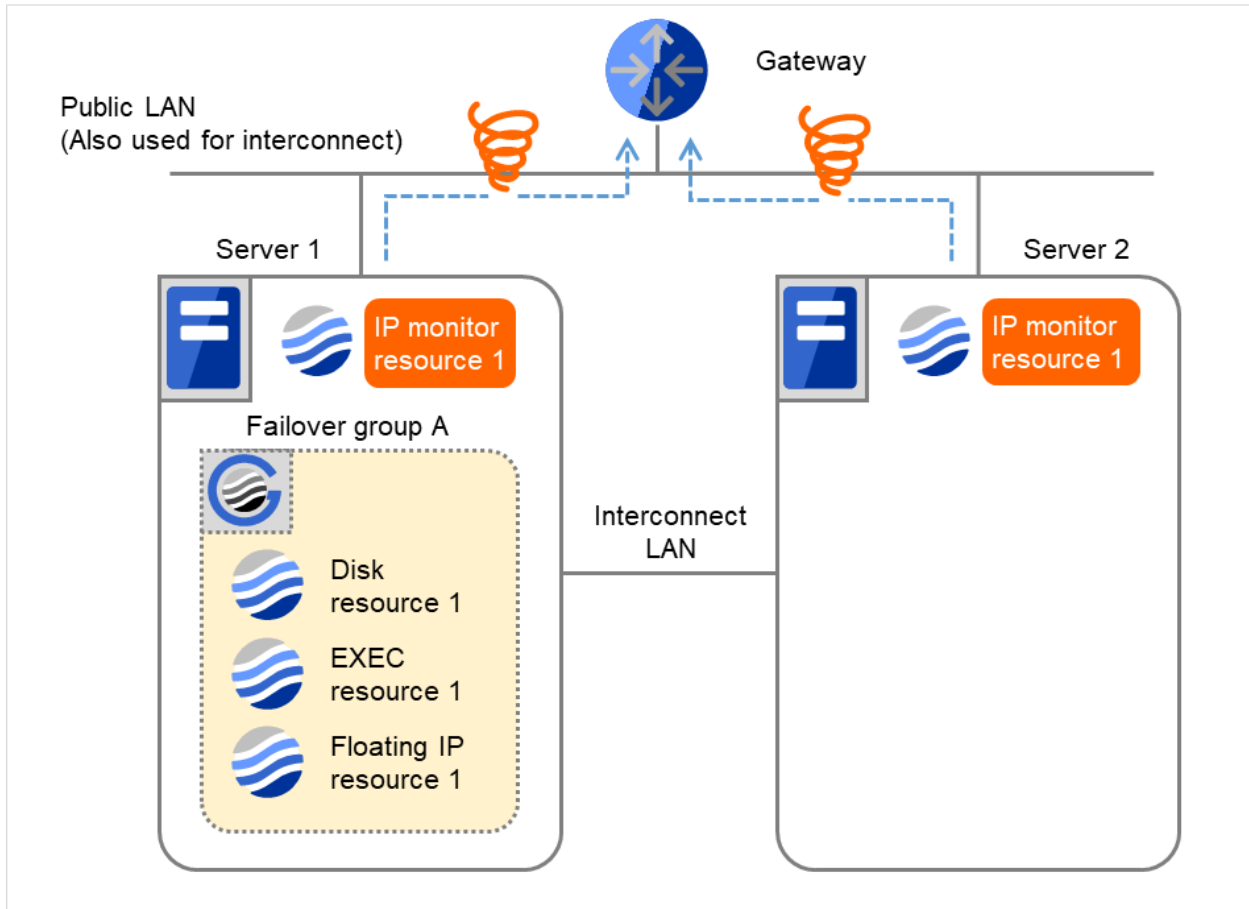 Gateway
Public LAN
(Also used for interconnect)
Server 1
Server 2
IP monitor
resource 1
IP monitor
resource 1
Failover group A
Interconnect
LAN
Disk
resource 1
EXEC
resource 1
Floating IP
resource 1